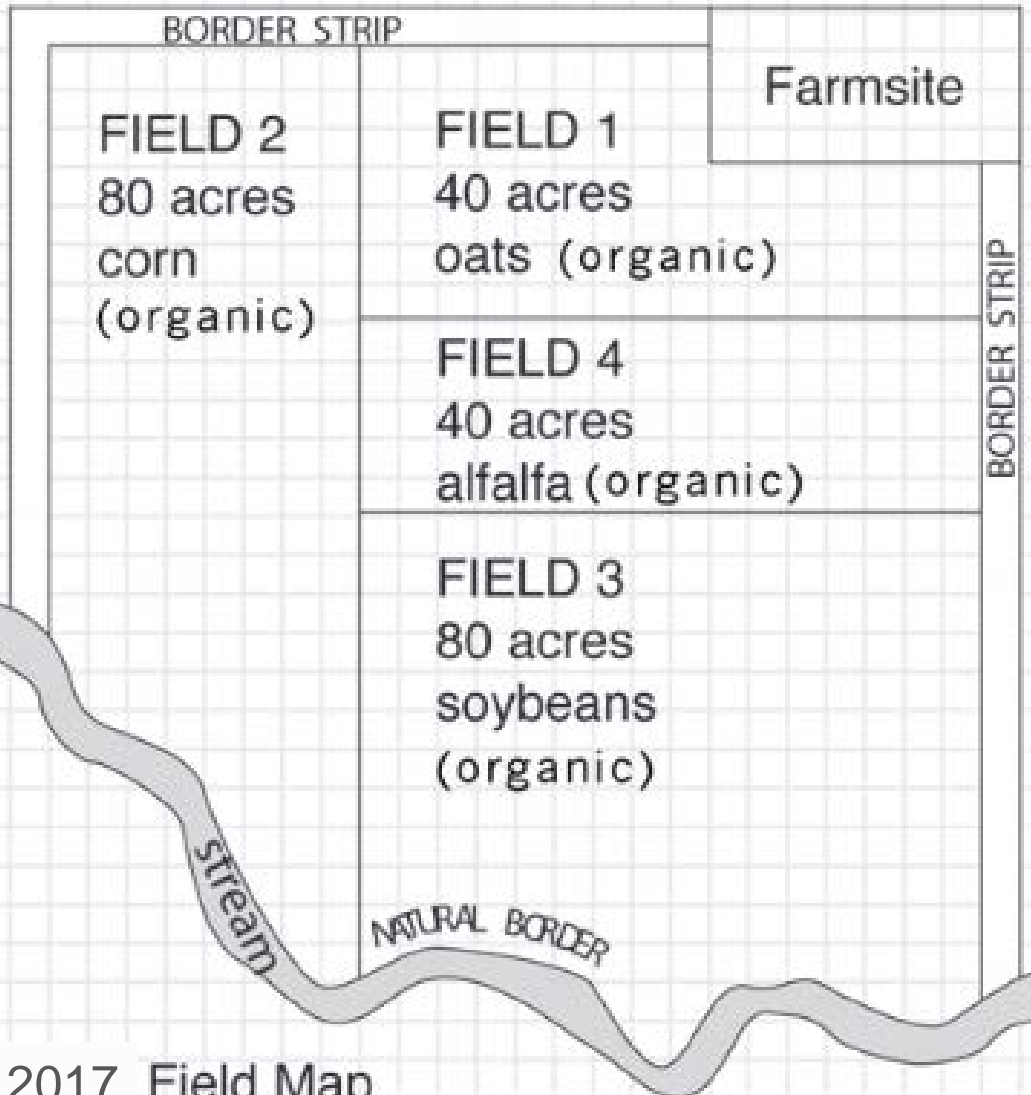 BORDER STRIP
Farmsite
FIELD 2
80 acres
corn
(organic)
FIELD 1
40 acres
oats (organic)
BORDER STRIP
FIELD 4
40 acres
alfalfa (organic)
FIELD 3
80 acres
soybeans
(organic)
stream
NATURAL BORDER
2017 Field Map